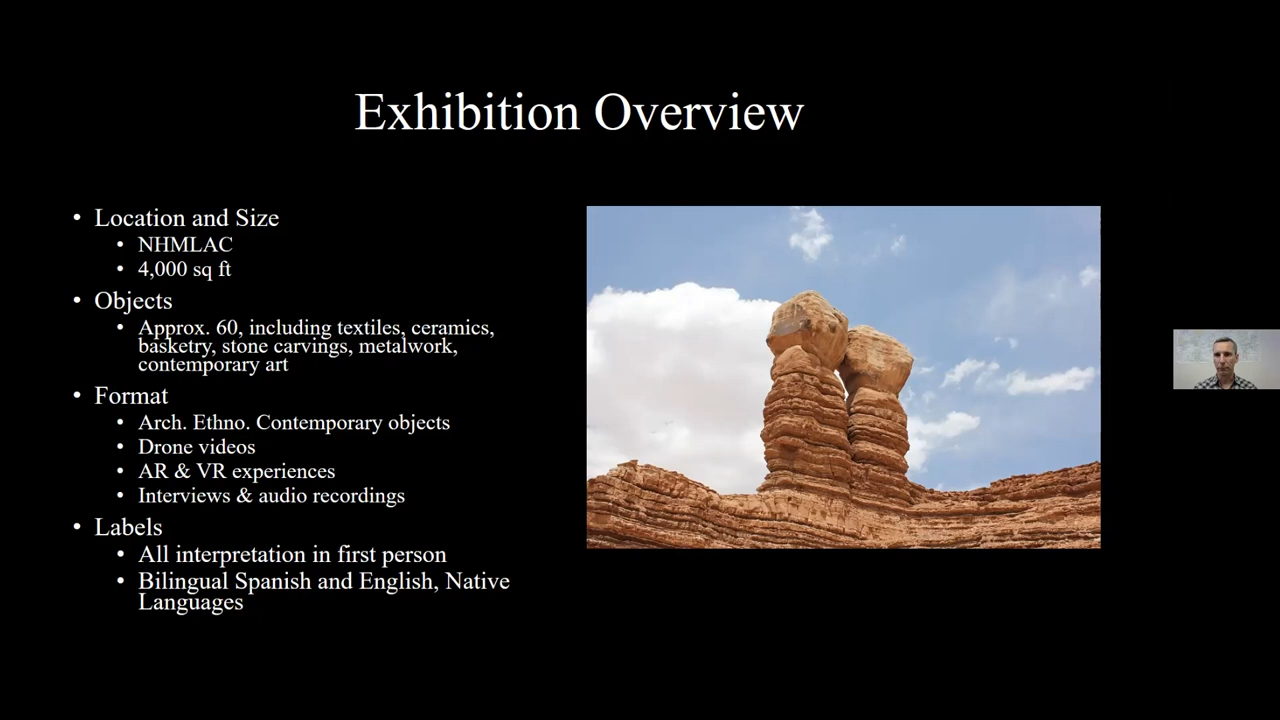 Exhibition Overview
• Location and Size
• NHMLAC
• 4,000 sq ft
• Objects
• Approx. 60, including textiles, ceramics,
basketry, stone carvings, metalwork,
contemporary art
• Format
• Arch. Ethno. Contemporary objects
• Drone videos
• AR & VR experiences
• Interviews & audio recordings
• Labels
• All interpretation in first person
• Bilingual Spanish and English, Native
Languages